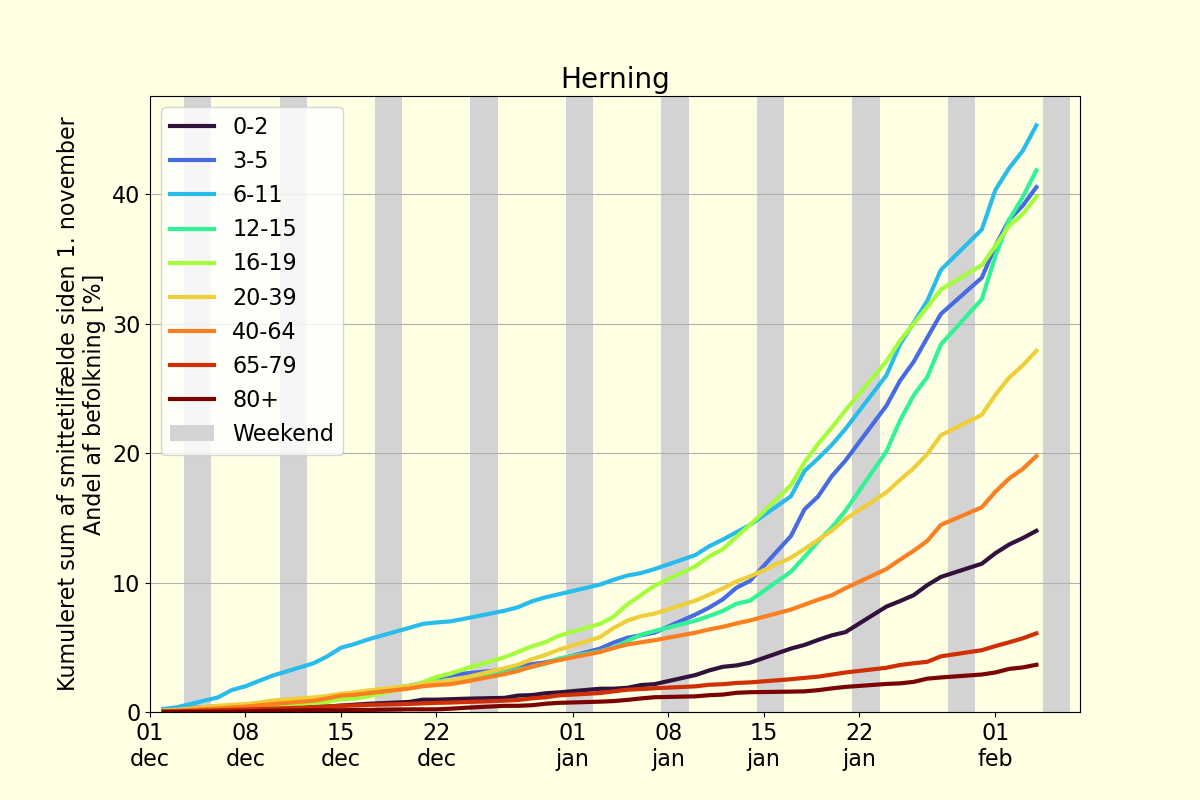 Herning
Kumuleret sum af smittetilfælde siden 1. november
Andel af befolkning [%]
0-2
3-5
6-11
12-15
16-19
20-39
40-64
65-79
80+
Weekend
40
30
20
10
0
01 08 15 22 01 08 15 22 01
dec dec dec dec jan jan jan jan feb